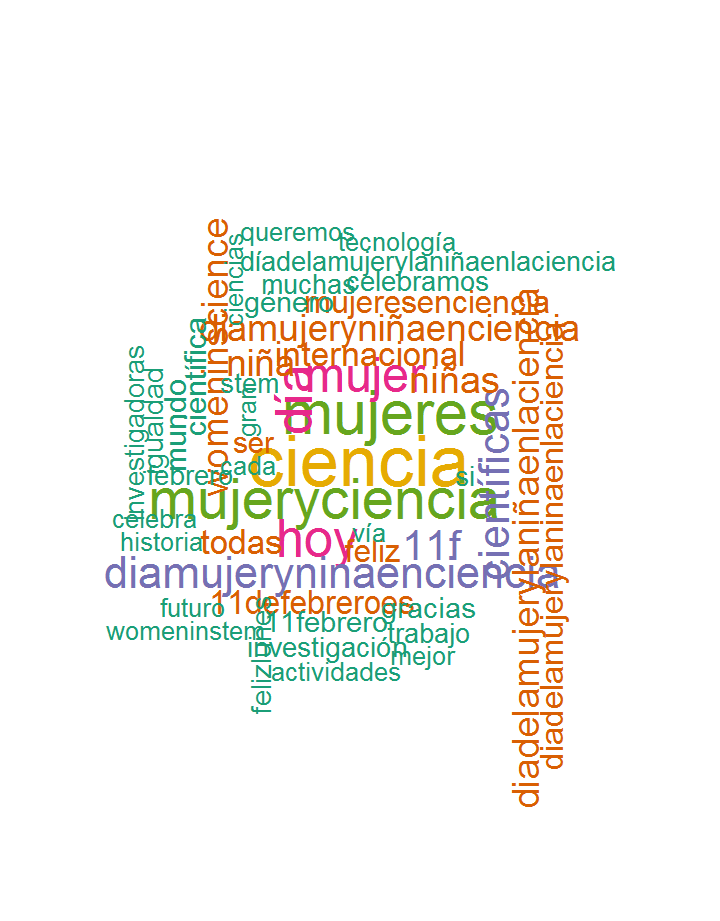 queremos
tecnología
díadelamujerylaniñaenlaciencia
muchas
celebramos
género
mujeresenciencia
diamujeryniñaenciencia
internacional
niña
mujer
niñas
stem
mujeres
ser
ciencia
cada
si
febrero
mujeryciencia
celebra
historia
todas
hoy
vía
feliz
11f
diamujeryninaenciencia
futuro
11defebreroes
gracias
womeninstem
11febrero
trabajo
investigación
mejor
actividades
investigadoras
igualdad
mundo
científica
womeninscience
ciencias
gran
día
felizlunes
científicas
diadelamujerylaniñaenlaciencia
diadelamujerylaninaenlaciencia